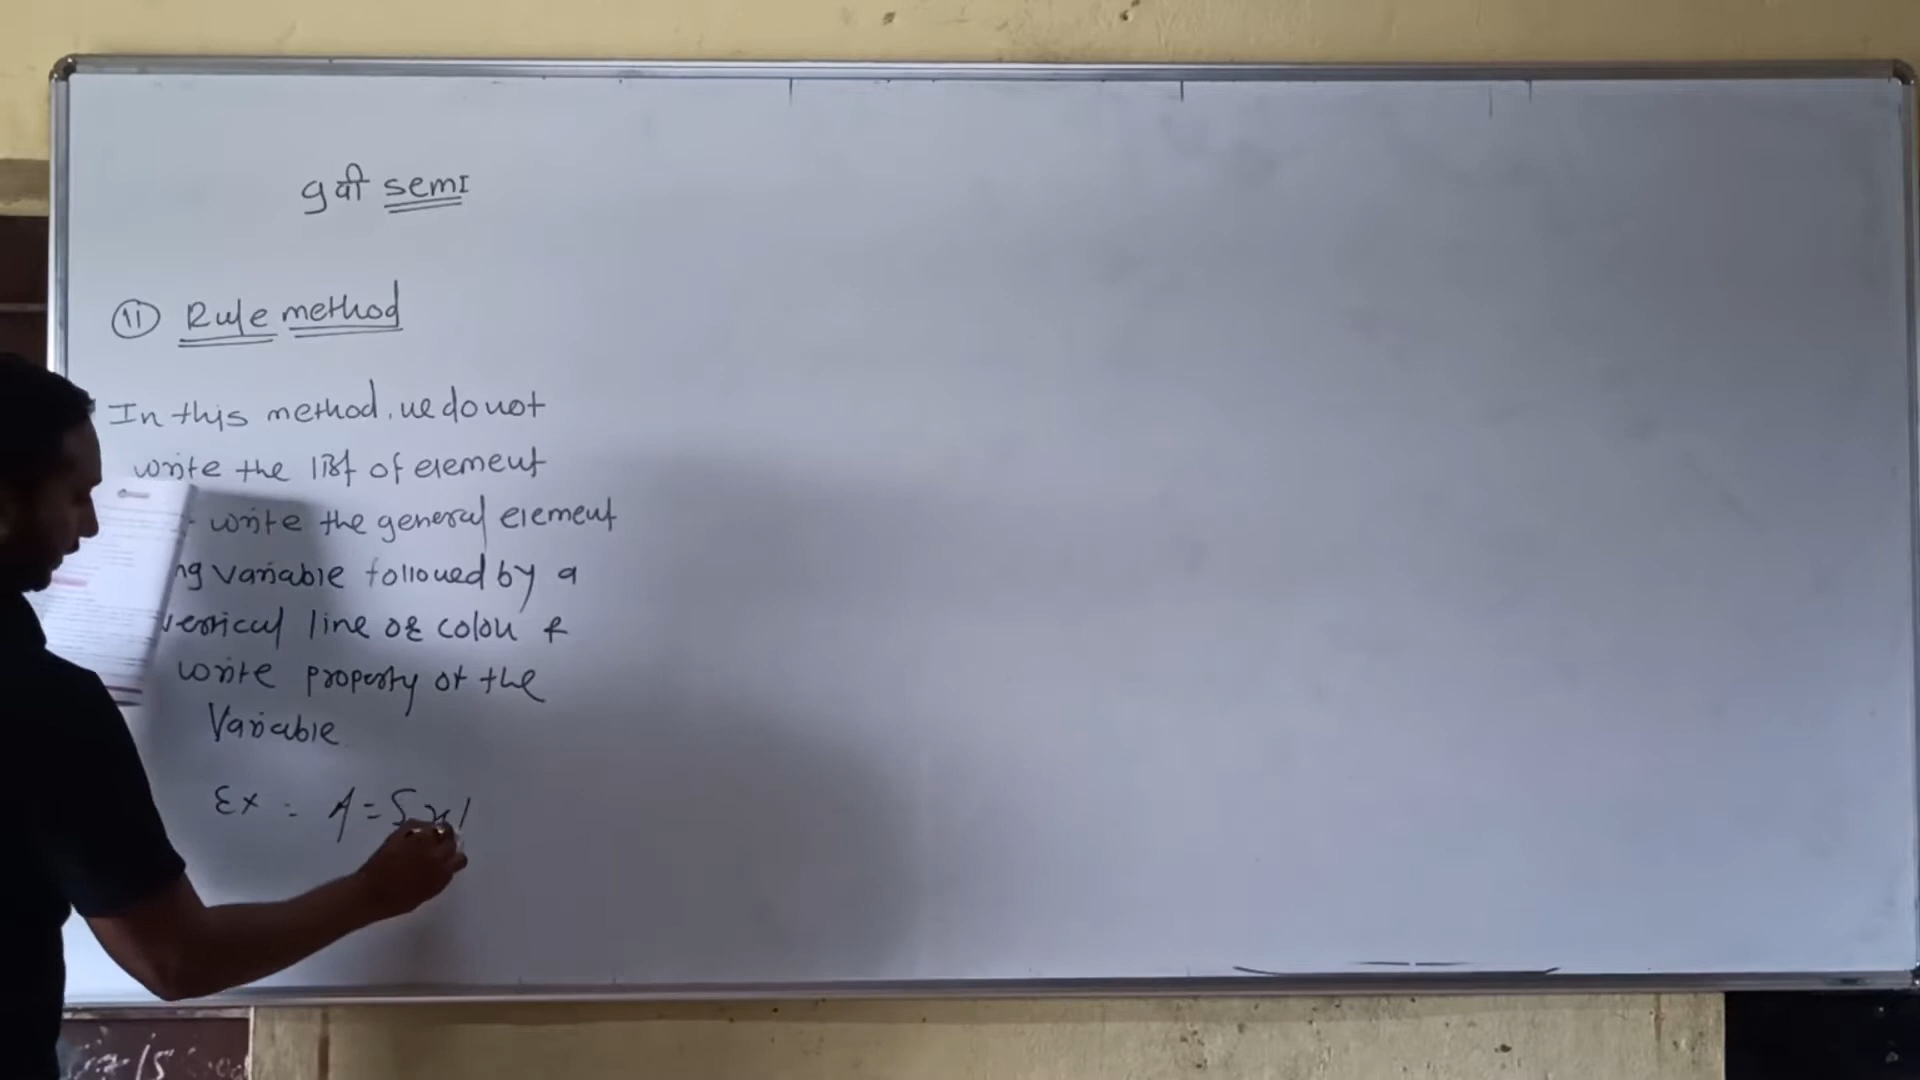 9 वी semI
(ii) Rule method
In this method, we do not
write the list of element
write the general element
ng variable followed by a
vertical line or colon &
write property of the
Variable
Ex = A = { x |